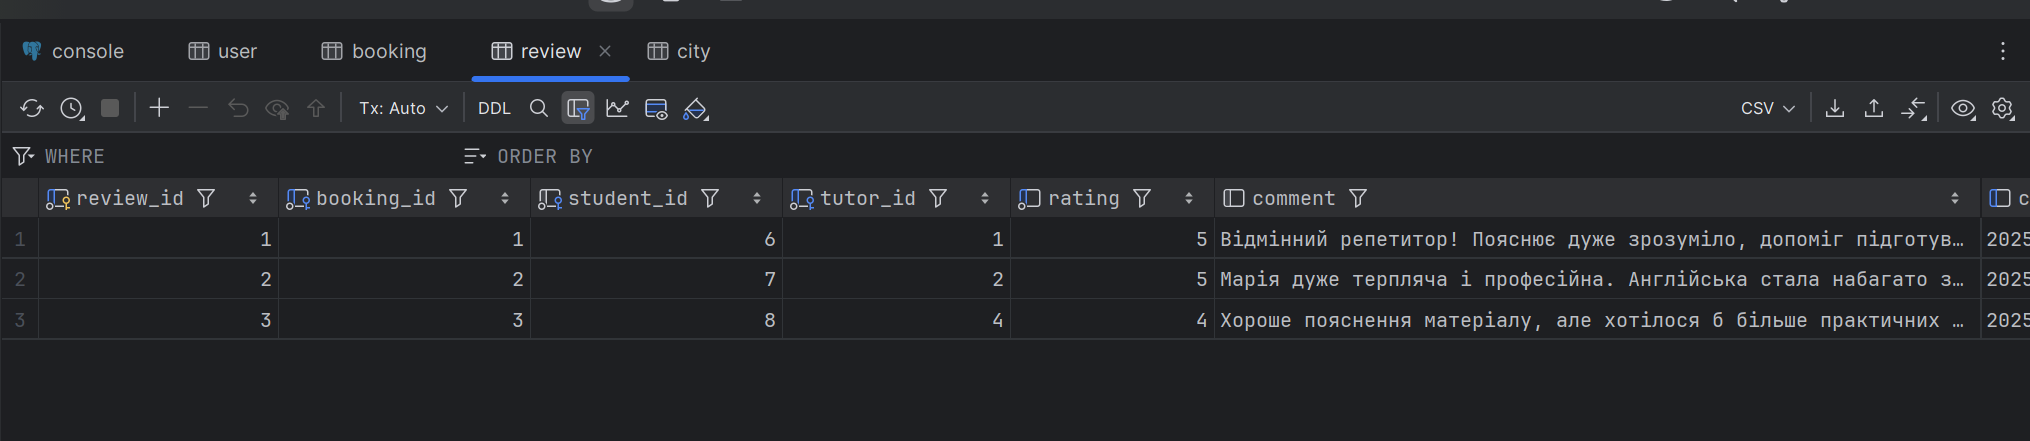 console user booking review city
Tx: Auto DDL CSV
WHERE ORDER BY
review_id booking_id student_id tutor_id rating comment c
1 1 1 6 1 5 Відмінний репетитор! Пояснює дуже зрозуміло, допоміг підготув… 2025
2 2 2 7 2 5 Марія дуже терпляча і професійна. Англійська стала набагато з… 2025
3 3 3 8 4 4 Хороше пояснення матеріалу, але хотілося б більше практичних … 2025